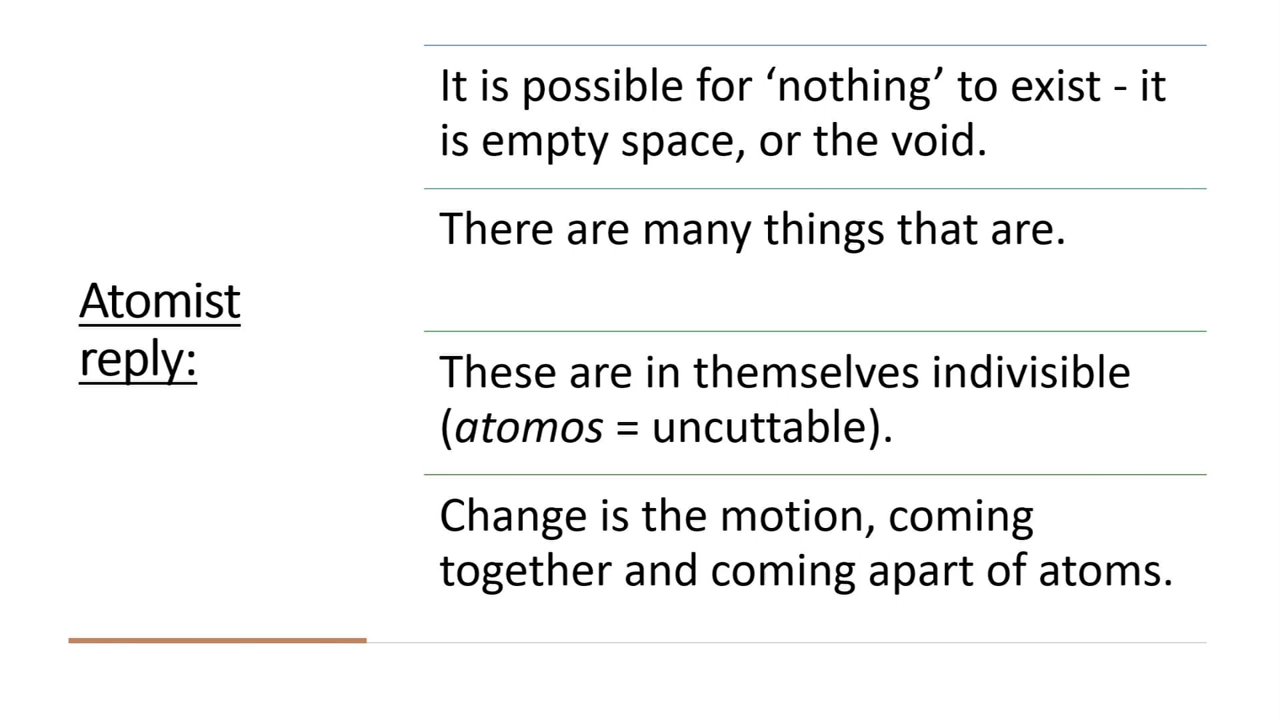 Atomist
reply:
It is possible for ‘nothing’ to exist - it
is empty space, or the void.
There are many things that are.
These are in themselves indivisible
(atomos = uncuttable).
Change is the motion, coming
together and coming apart of atoms.